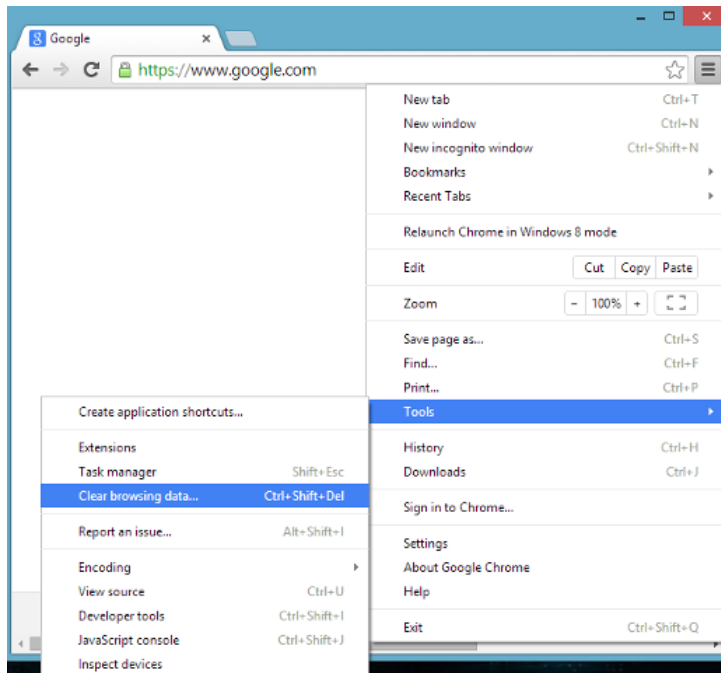 Google
https://www.google.com
New tab Ctrl+T
New window Ctrl+N
New incognito window Ctrl+Shift+N
Bookmarks
Recent Tabs
Relaunch Chrome in Windows 8 mode
Edit Cut Copy Paste
Zoom - 100% +
Save page as... Ctrl+S
Find... Ctrl+F
Print... Ctrl+P
Tools
History Ctrl+H
Downloads Ctrl+J
Sign in to Chrome...
Settings
About Google Chrome
Help
Exit Ctrl+Shift+Q
Create application shortcuts...
Extensions
Task manager Shift+Esc
Clear browsing data... Ctrl+Shift+Del
Report an issue... Alt+Shift+I
Encoding
View source Ctrl+U
Developer tools Ctrl+Shift+I
JavaScript console Ctrl+Shift+J
Inspect devices